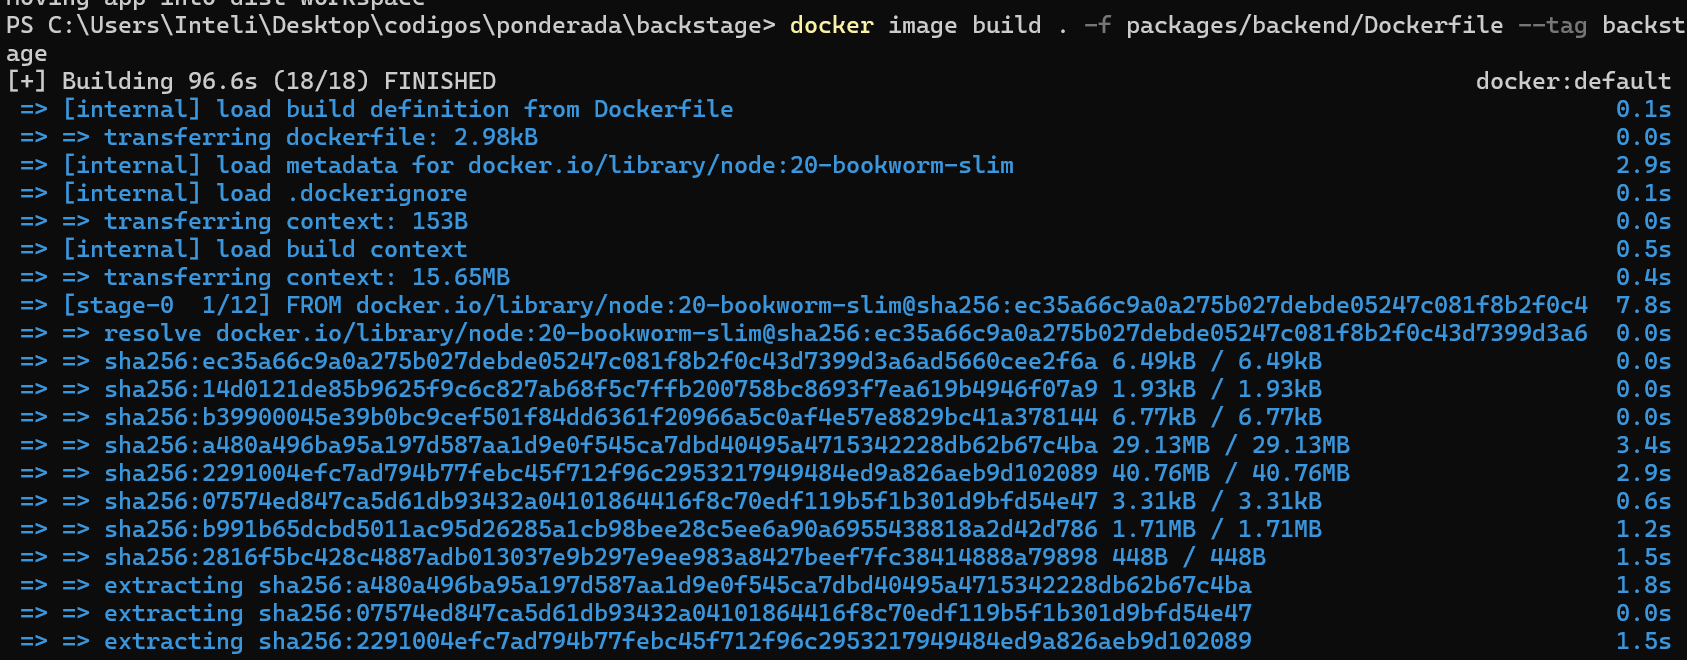 moving app into dist workspace
PS C:\Users\Inteli\Desktop\codigos\ponderada\backstage> docker image build . -f packages/backend/Dockerfile --tag backst
age
[+] Building 96.6s (18/18) FINISHED docker:default
=> [internal] load build definition from Dockerfile 0.1s
=> => transferring dockerfile: 2.98kB 0.0s
=> [internal] load metadata for docker.io/library/node:20-bookworm-slim 2.9s
=> [internal] load .dockerignore 0.1s
=> => transferring context: 153B 0.0s
=> [internal] load build context 0.5s
=> => transferring context: 15.65MB 0.4s
=> [stage-0  1/12] FROM docker.io/library/node:20-bookworm-slim@sha256:ec35a66c9a0a275b027debde05247c081f8b2f0c4 7.8s
=> => resolve docker.io/library/node:20-bookworm-slim@sha256:ec35a66c9a0a275b027debde05247c081f8b2f0c43d7399d3a6 0.0s
=> => sha256:ec35a66c9a0a275b027debde05247c081f8b2f0c43d7399d3a6ad5660cee2f6a 6.49kB / 6.49kB 0.0s
=> => sha256:14d0121de85b9625f9c6c827ab68f5c7ffb200758bc8693f7ea619b4946f07a9 1.93kB / 1.93kB 0.0s
=> => sha256:b39900045e39b0bc9cef501f84dd6361f20966a5c0af4e57e8829bc41a378144 6.77kB / 6.77kB 0.0s
=> => sha256:a480a496ba95a197d587aa1d9e0f545ca7dbd40495a4715342228db62b67c4ba 29.13MB / 29.13MB 3.4s
=> => sha256:2291004efc7ad794b77febc45f712f96c2953217949484ed9a826aeb9d102089 40.76MB / 40.76MB 2.9s
=> => sha256:07574ed847ca5d61db93432a04101864416f8c70edf119b5f1b301d9bfd54e47 3.31kB / 3.31kB 0.6s
=> => sha256:b991b65dcbd5011ac95d26285a1cb98bee28c5ee6a90a6955438818a2d42d786 1.71MB / 1.71MB 1.2s
=> => sha256:2816f5bc428c4887adb013037e9b297e9ee983a8427beef7fc38414888a79898 448B / 448B 1.5s
=> => extracting sha256:a480a496ba95a197d587aa1d9e0f545ca7dbd40495a4715342228db62b67c4ba 1.8s
=> => extracting sha256:07574ed847ca5d61db93432a04101864416f8c70edf119b5f1b301d9bfd54e47 0.0s
=> => extracting sha256:2291004efc7ad794b77febc45f712f96c2953217949484ed9a826aeb9d102089 1.5s